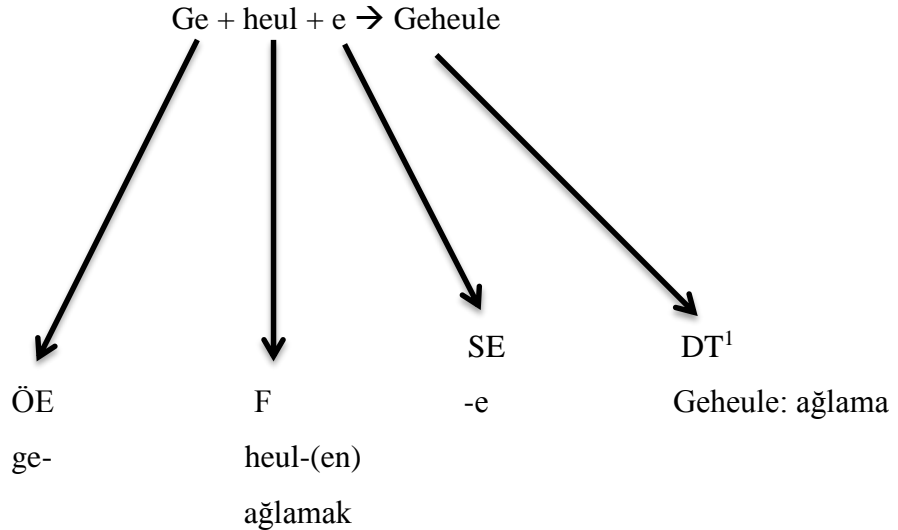 Ge + heul + e → Geheule
SE DT¹
ÖE F -e Geheule: ağlama
ge- heul-(en)
ağlamak